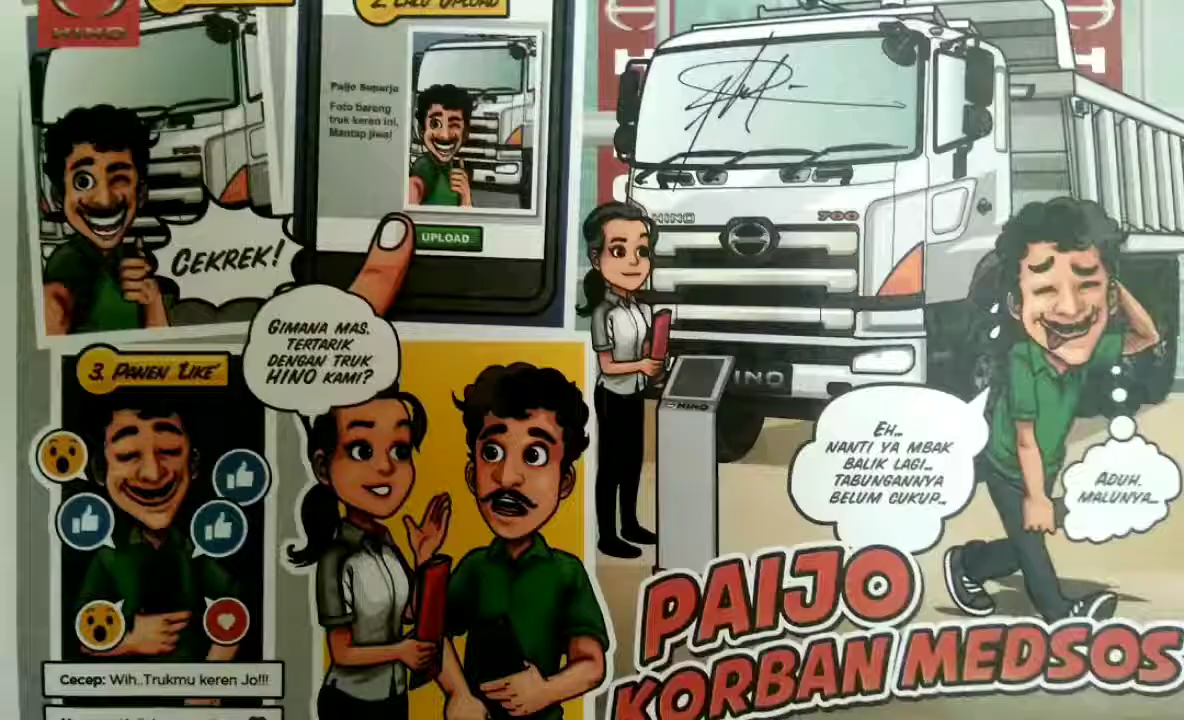 HINO
2. LALU 'UPLOAD'
Paijo Suparjo
Foto bareng
truk keren ini,
Mantap jiwa!
UPLOAD
CEKREK!
HINO
700
HINO
HINO
GIMANA MAS.
TERTARIK
DENGAN TRUK
HINO KAMI?
3. PANEN 'LIKE'
EH..
NANTI YA MBAK
BALIK LAGI..
TABUNGANNYA
BELUM CUKUP..
ADUH.
MALUNYA..
Cecep: Wih..Trukmu keren Jo!!!
PAIJO
KORBAN MEDSOS